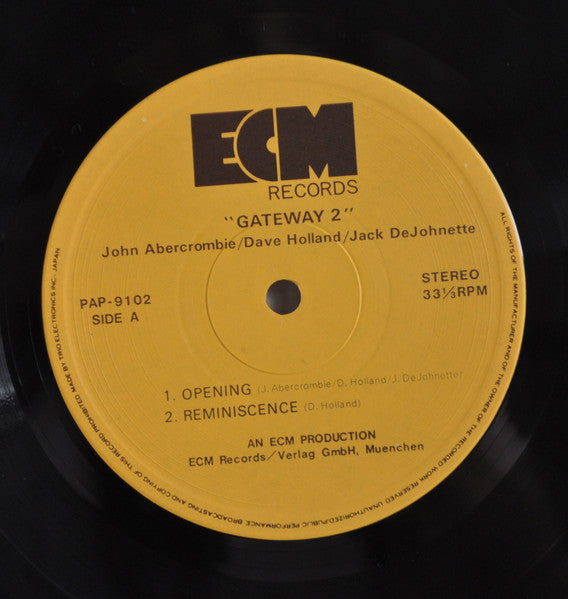 ECM
RECORDS
"GATEWAY 2"
John Abercrombie/Dave Holland/Jack DeJohnette
PAP-9102
SIDE A
STEREO
33⅓RPM
1. OPENING (J. Abercrombie/D. Holland/J. DeJohnette)
2. REMINISCENCE (D. Holland)
AN ECM PRODUCTION
ECM Records/Verlag GmbH, Muenchen
ALL RIGHTS OF THE MANUFACTURER AND OF THE OWNER OF THE RECORDED WORK RESERVED UNAUTHORIZED PUBLIC PERFORMANCE BROADCASTING AND COPYING OF THIS RECORD PROHIBITED MADE BY TRIO ELECTRONICS INC. JAPAN